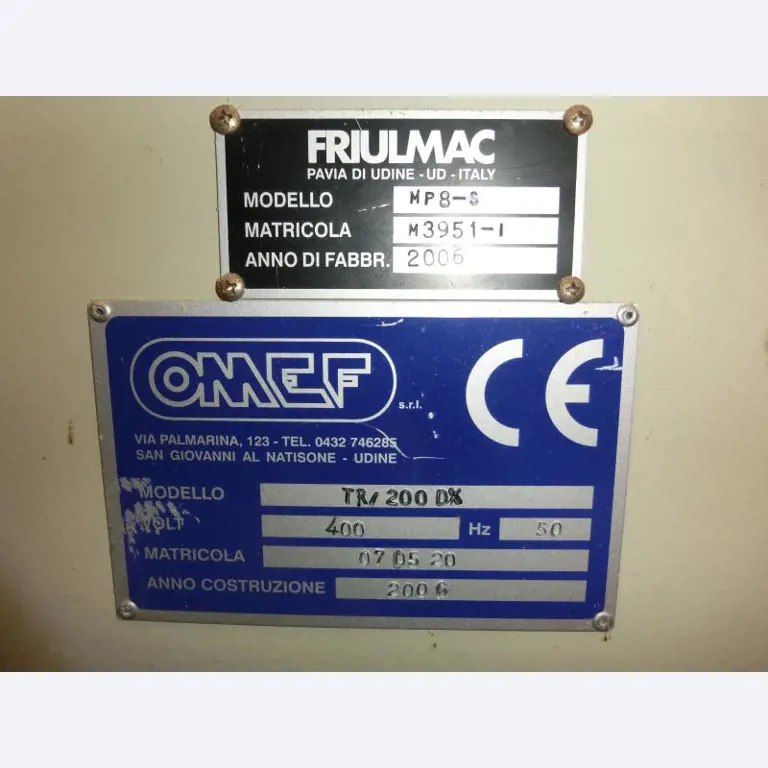 FRIULMAC
PAVIA DI UDINE - UD - ITALY
MODELLO MP8-S
MATRICOLA M3951-1
ANNO DI FABBR. 2006
OMEF s.r.l.
CE
VIA PALMARINA, 123 - TEL. 0432 746285
SAN GIOVANNI AL NATISONE - UDINE
MODELLO TR/200 DX
VOLT 400 Hz 50
MATRICOLA 07 05 20
ANNO COSTRUZIONE 2006